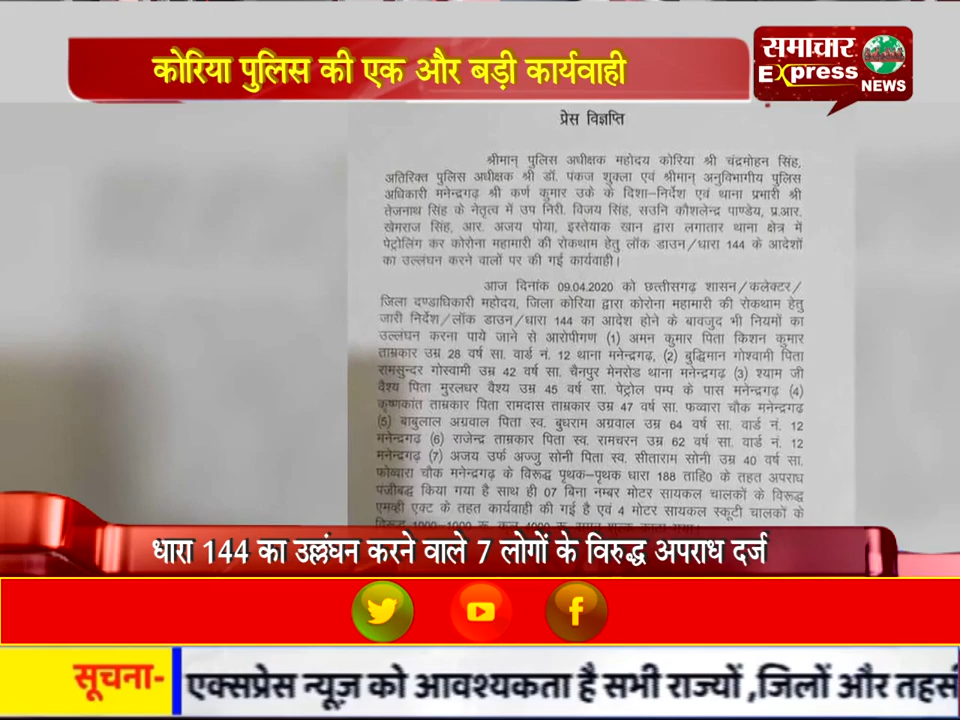 कोरिया पुलिस की एक और बड़ी कार्यवाही
समाचार
Express
NEWS
प्रेस विज्ञप्ति
श्रीमान् पुलिस अधीक्षक महोदय कोरिया श्री चंद्रमोहन सिंह,
अतिरिक्त पुलिस अधीक्षक श्री डॉ. पंकज शुक्ला एवं श्रीमान् अनुविभागीय पुलिस
अधिकारी मनेन्द्रगढ़ श्री कर्ण कुमार उके के दिशा–निर्देश एवं थाना प्रभारी श्री
तेजनाथ सिंह के नेतृत्व में उप निरी. विजय सिंह, सउनि कौशलेन्द्र पाण्डेय, प्र.आर.
खेमराज सिंह, आर. अजय पोया, इस्तेयाक खान द्वारा लगातार थाना क्षेत्र में
पेट्रोलिंग कर कोरोना महामारी की रोकथाम हेतु लॉक डाउन/धारा 144 के आदेशों
का उल्लंघन करने वालों पर की गई कार्यवाही।
आज दिनांक 09.04.2020 को छत्तीसगढ़ शासन/कलेक्टर/
जिला दण्डाधिकारी महोदय, जिला कोरिया द्वारा कोरोना महामारी की रोकथाम हेतु
जारी निर्देश/लॉक डाउन/धारा 144 का आदेश होने के बावजुद भी नियमों का
उल्लंघन करना पाये जाने से आरोपीगण (1) अमन कुमार पिता किशन कुमार
ताम्रकार उम्र 28 वर्ष सा. वार्ड नं. 12 थाना मनेन्द्रगढ़, (2) बुद्धिमान गोश्वामी पिता
रामसुन्दर गोस्वामी उम्र 42 वर्ष सा. चैनपुर मेनरोड थाना मनेन्द्रगढ़ (3) श्याम जी
वैश्य पिता मुरलधर वैश्य उम्र 45 वर्ष सा. पेट्रोल पम्प के पास मनेन्द्रगढ़ (4)
कृष्णकांत ताम्रकार पिता रामदास ताम्रकार उम्र 47 वर्ष सा. फव्वारा चौक मनेन्द्रगढ़
(5) बाबुलाल अग्रवाल पिता स्व. बुधराम अग्रवाल उम्र 64 वर्ष सा. वार्ड नं. 12
मनेन्द्रगढ़ (6) राजेन्द्र ताम्रकार पिता स्व. रामचरन उम्र 62 वर्ष सा. वार्ड नं. 12
मनेन्द्रगढ़ (7) अजय उर्फ अज्जु सोनी पिता स्व. सीताराम सोनी उम्र 40 वर्ष सा.
फोव्वारा चौक मनेन्द्रगढ़ के विरूद्ध पृथक–पृथक धारा 188 ताहि0 के तहत अपराध
पंजीबद्ध किया गया है साथ ही 07 बिना नम्बर मोटर सायकल चालकों के विरूद्ध
एमव्ही एक्ट के तहत कार्यवाही की गई है एवं 4 मोटर सायकल स्कूटी चालकों के
धारा 144 का उल्लंघन करने वाले 7 लोगों के विरुद्ध अपराध दर्ज
सूचना-
एक्सप्रेस न्यूज़ को आवश्यकता है सभी राज्यों ,जिलों और